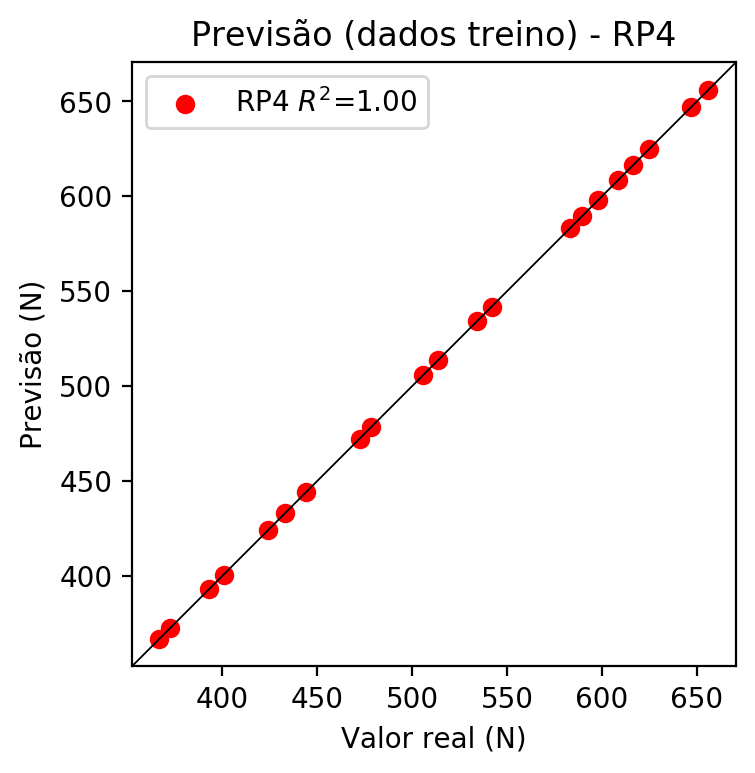 Previsão (dados treino) - RP4
RP4 R²=1.00
Previsão (N)
650
600
550
500
450
400
400 450 500 550 600 650
Valor real (N)